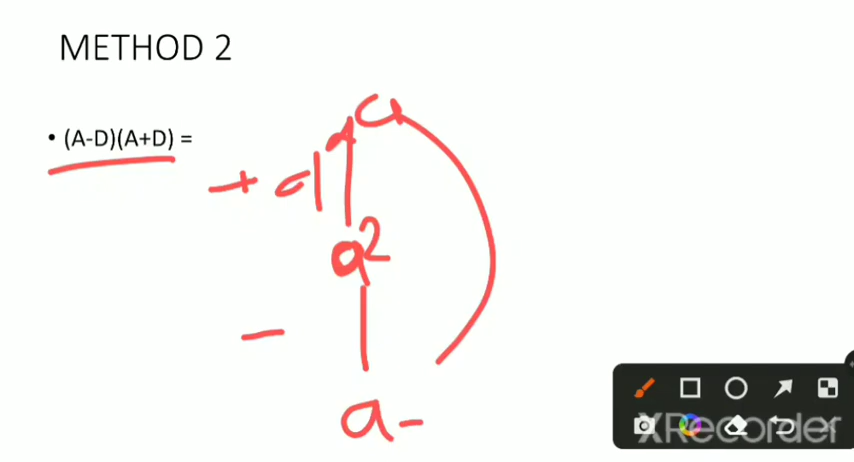 METHOD 2
• (A-D)(A+D) =
a
+ d
a2
-
a-
XRecorder